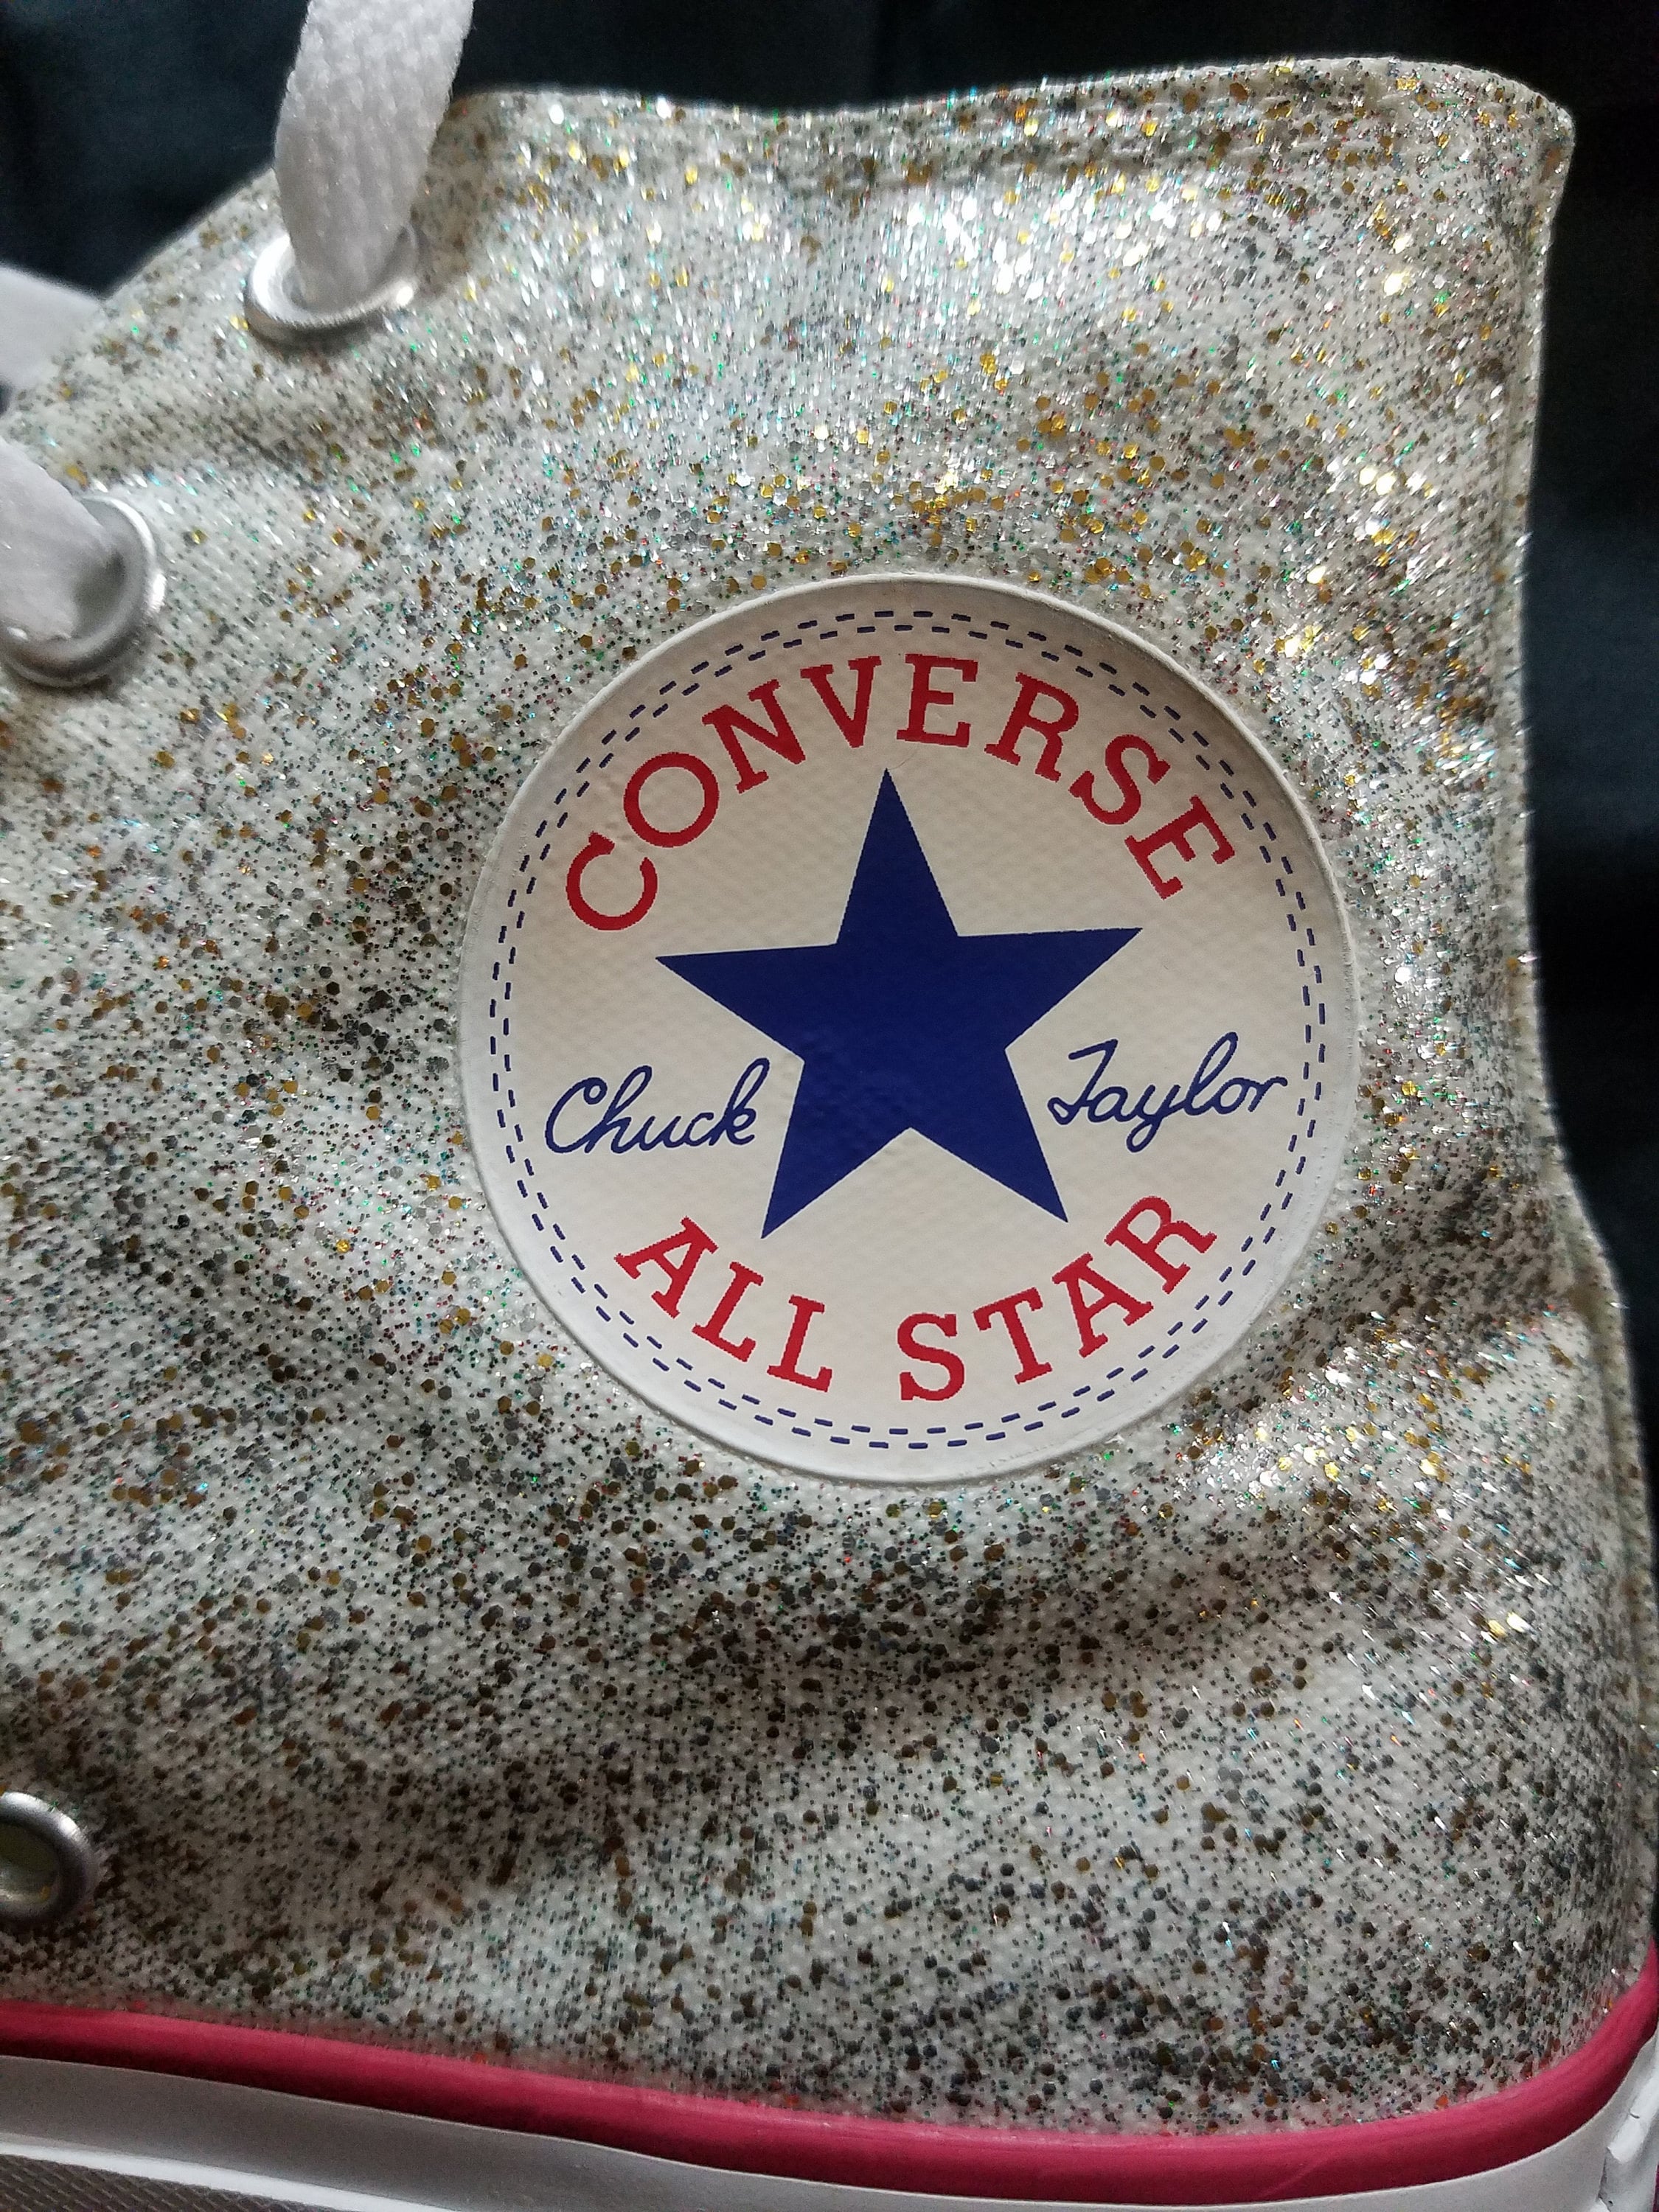 CONVERSE
Chuck Taylor
ALL STAR